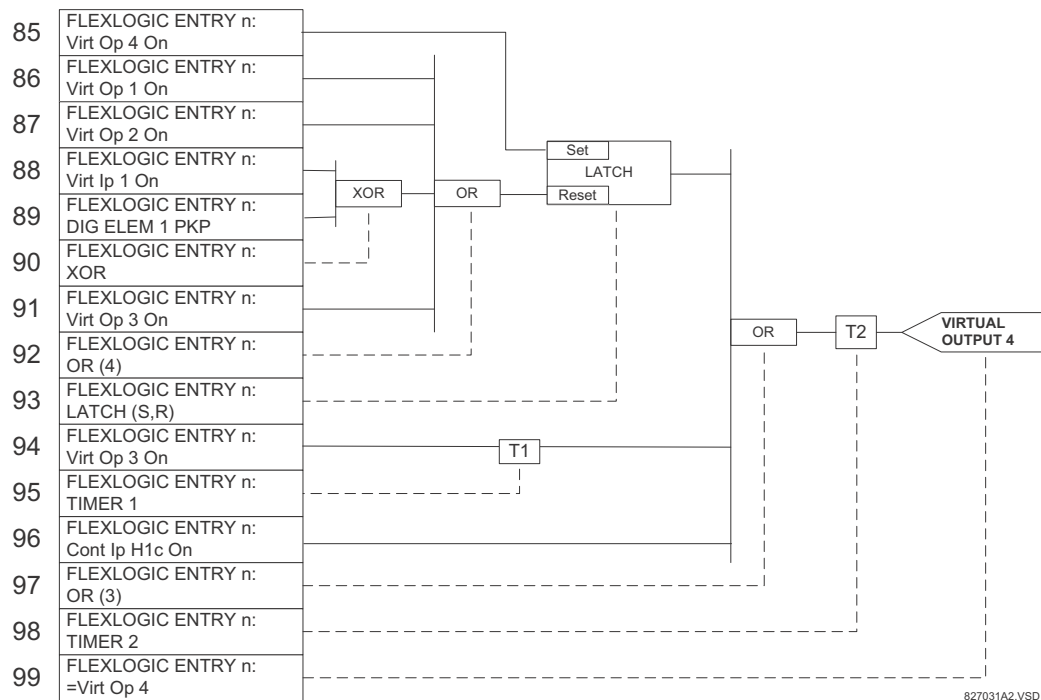 85
FLEXLOGIC ENTRY n:
Virt Op 4 On
86
FLEXLOGIC ENTRY n:
Virt Op 1 On
87
FLEXLOGIC ENTRY n:
Virt Op 2 On
88
FLEXLOGIC ENTRY n:
Virt Ip 1 On
89
FLEXLOGIC ENTRY n:
DIG ELEM 1 PKP
90
FLEXLOGIC ENTRY n:
XOR
91
FLEXLOGIC ENTRY n:
Virt Op 3 On
92
FLEXLOGIC ENTRY n:
OR (4)
93
FLEXLOGIC ENTRY n:
LATCH (S,R)
94
FLEXLOGIC ENTRY n:
Virt Op 3 On
95
FLEXLOGIC ENTRY n:
TIMER 1
96
FLEXLOGIC ENTRY n:
Cont Ip H1c On
97
FLEXLOGIC ENTRY n:
OR (3)
98
FLEXLOGIC ENTRY n:
TIMER 2
99
FLEXLOGIC ENTRY n:
=Virt Op 4
XOR
OR
Set
LATCH
Reset
T1
OR
T2
VIRTUAL
OUTPUT 4
827031A2.VSD